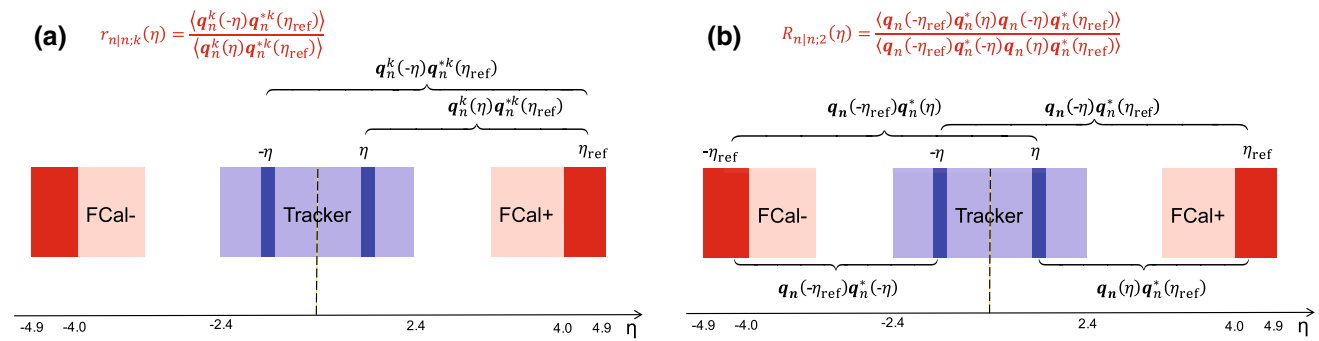 (a) r_{n|n;k}(η) = ⟨q_n^k(-η)q_n^{*k}(η_ref)⟩ / ⟨q_n^k(η)q_n^{*k}(η_ref)⟩
q_n^k(-η)q_n^{*k}(η_ref)
q_n^k(η)q_n^{*k}(η_ref)
-η η η_ref
FCal- Tracker FCal+
-4.9 -4.0 -2.4 2.4 4.0 4.9 η
(b) R_{n|n;2}(η) = ⟨q_n(-η_ref)q_n^*(η)q_n(-η)q_n^*(η_ref)⟩ / ⟨q_n(-η_ref)q_n^*(-η)q_n(η)q_n^*(η_ref)⟩
q_n(-η_ref)q_n^*(η) q_n(-η)q_n^*(η_ref)
-η_ref -η η η_ref
FCal- Tracker FCal+
q_n(-η_ref)q_n^*(-η) q_n(η)q_n^*(η_ref)
-4.9 -4.0 -2.4 2.4 4.0 4.9 η